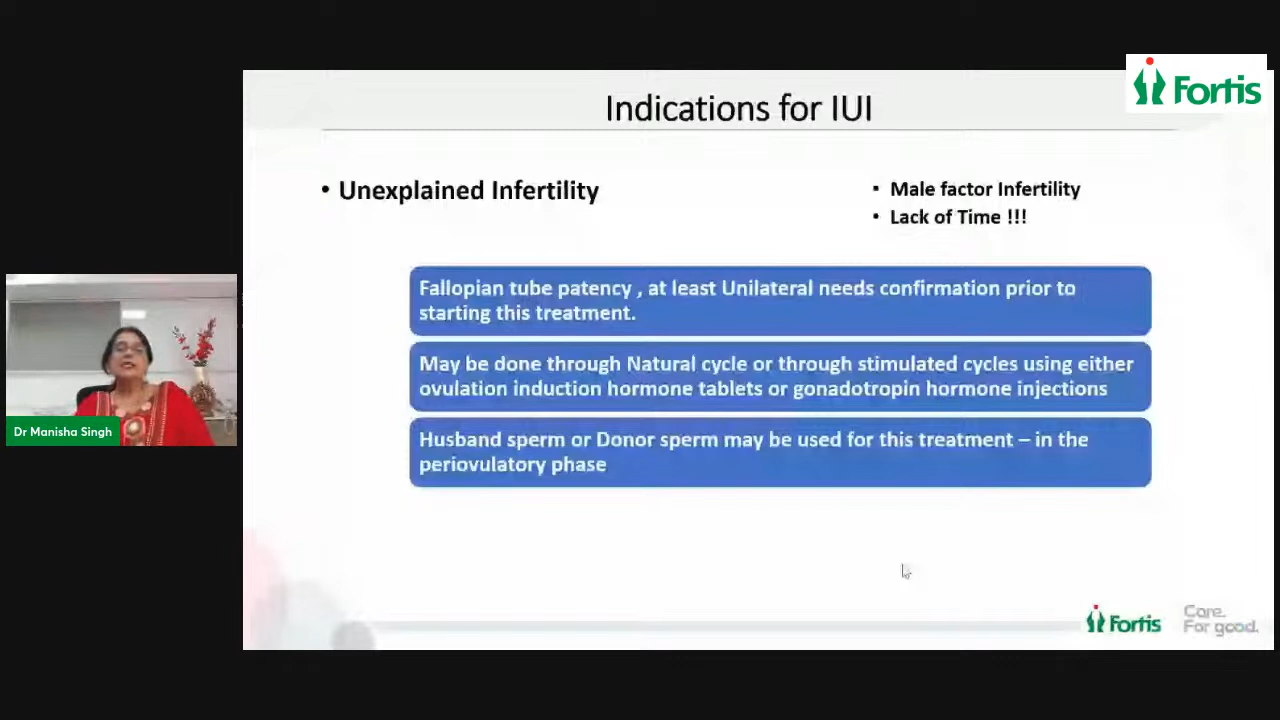 Fortis
Indications for IUI
• Unexplained Infertility
▪ Male factor Infertility
▪ Lack of Time !!!
Fallopian tube patency , at least Unilateral needs confirmation prior to
starting this treatment.
May be done through Natural cycle or through stimulated cycles using either
ovulation induction hormone tablets or gonadotropin hormone injections
Husband sperm or Donor sperm may be used for this treatment – in the
periovulatory phase
Dr Manisha Singh
Fortis
Care.
For good.